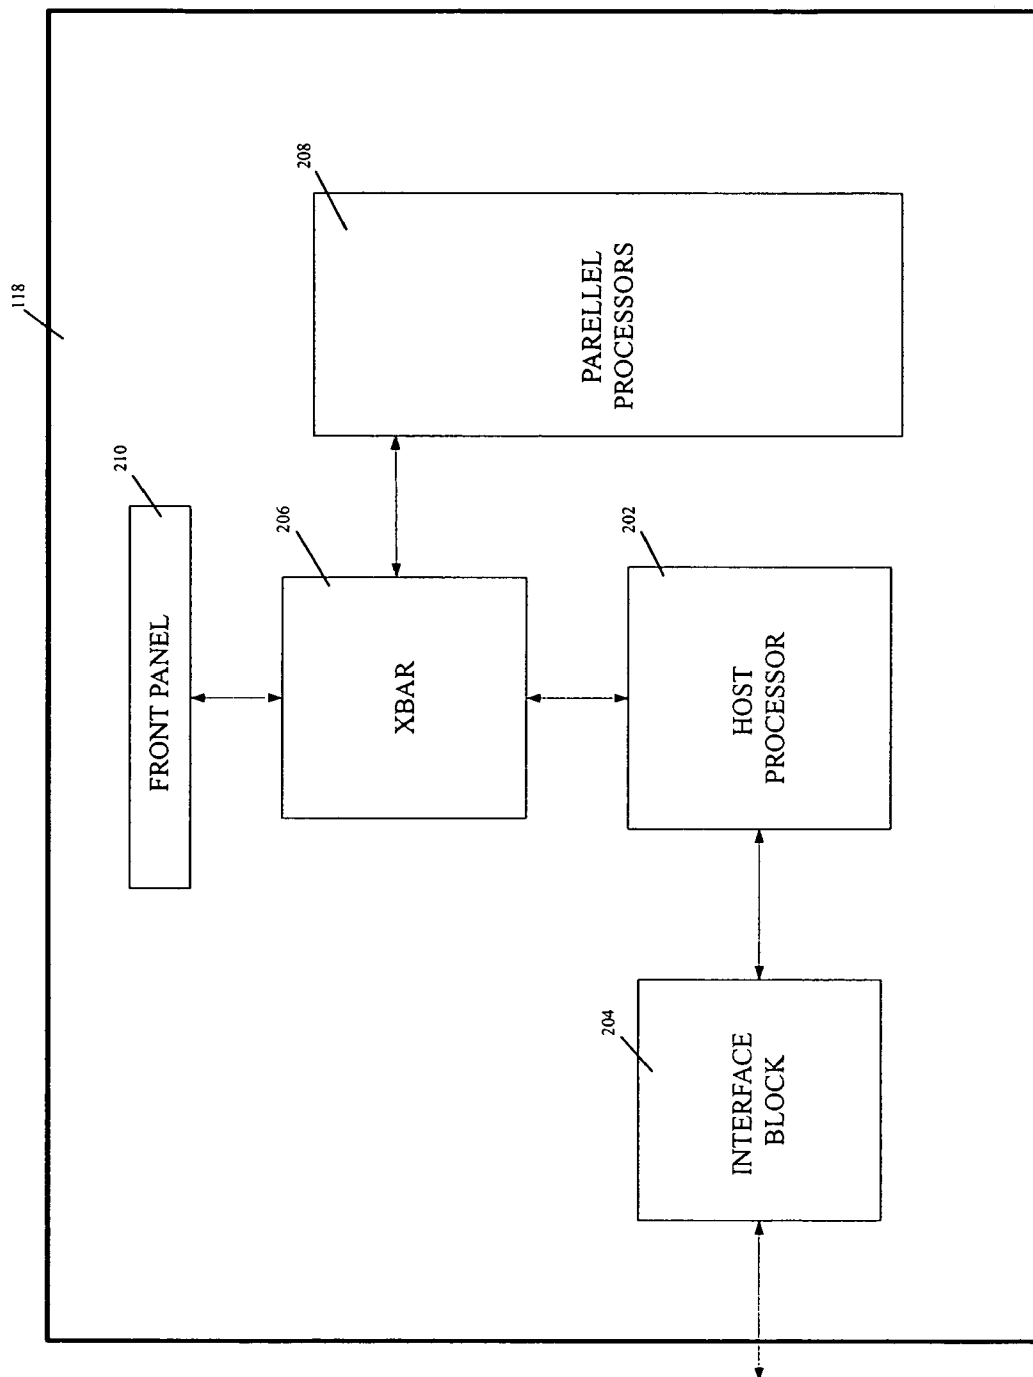 118
210
FRONT PANEL
208
PARELLEL
PROCESSORS
206
XBAR
202
HOST
PROCESSOR
204
INTERFACE
BLOCK